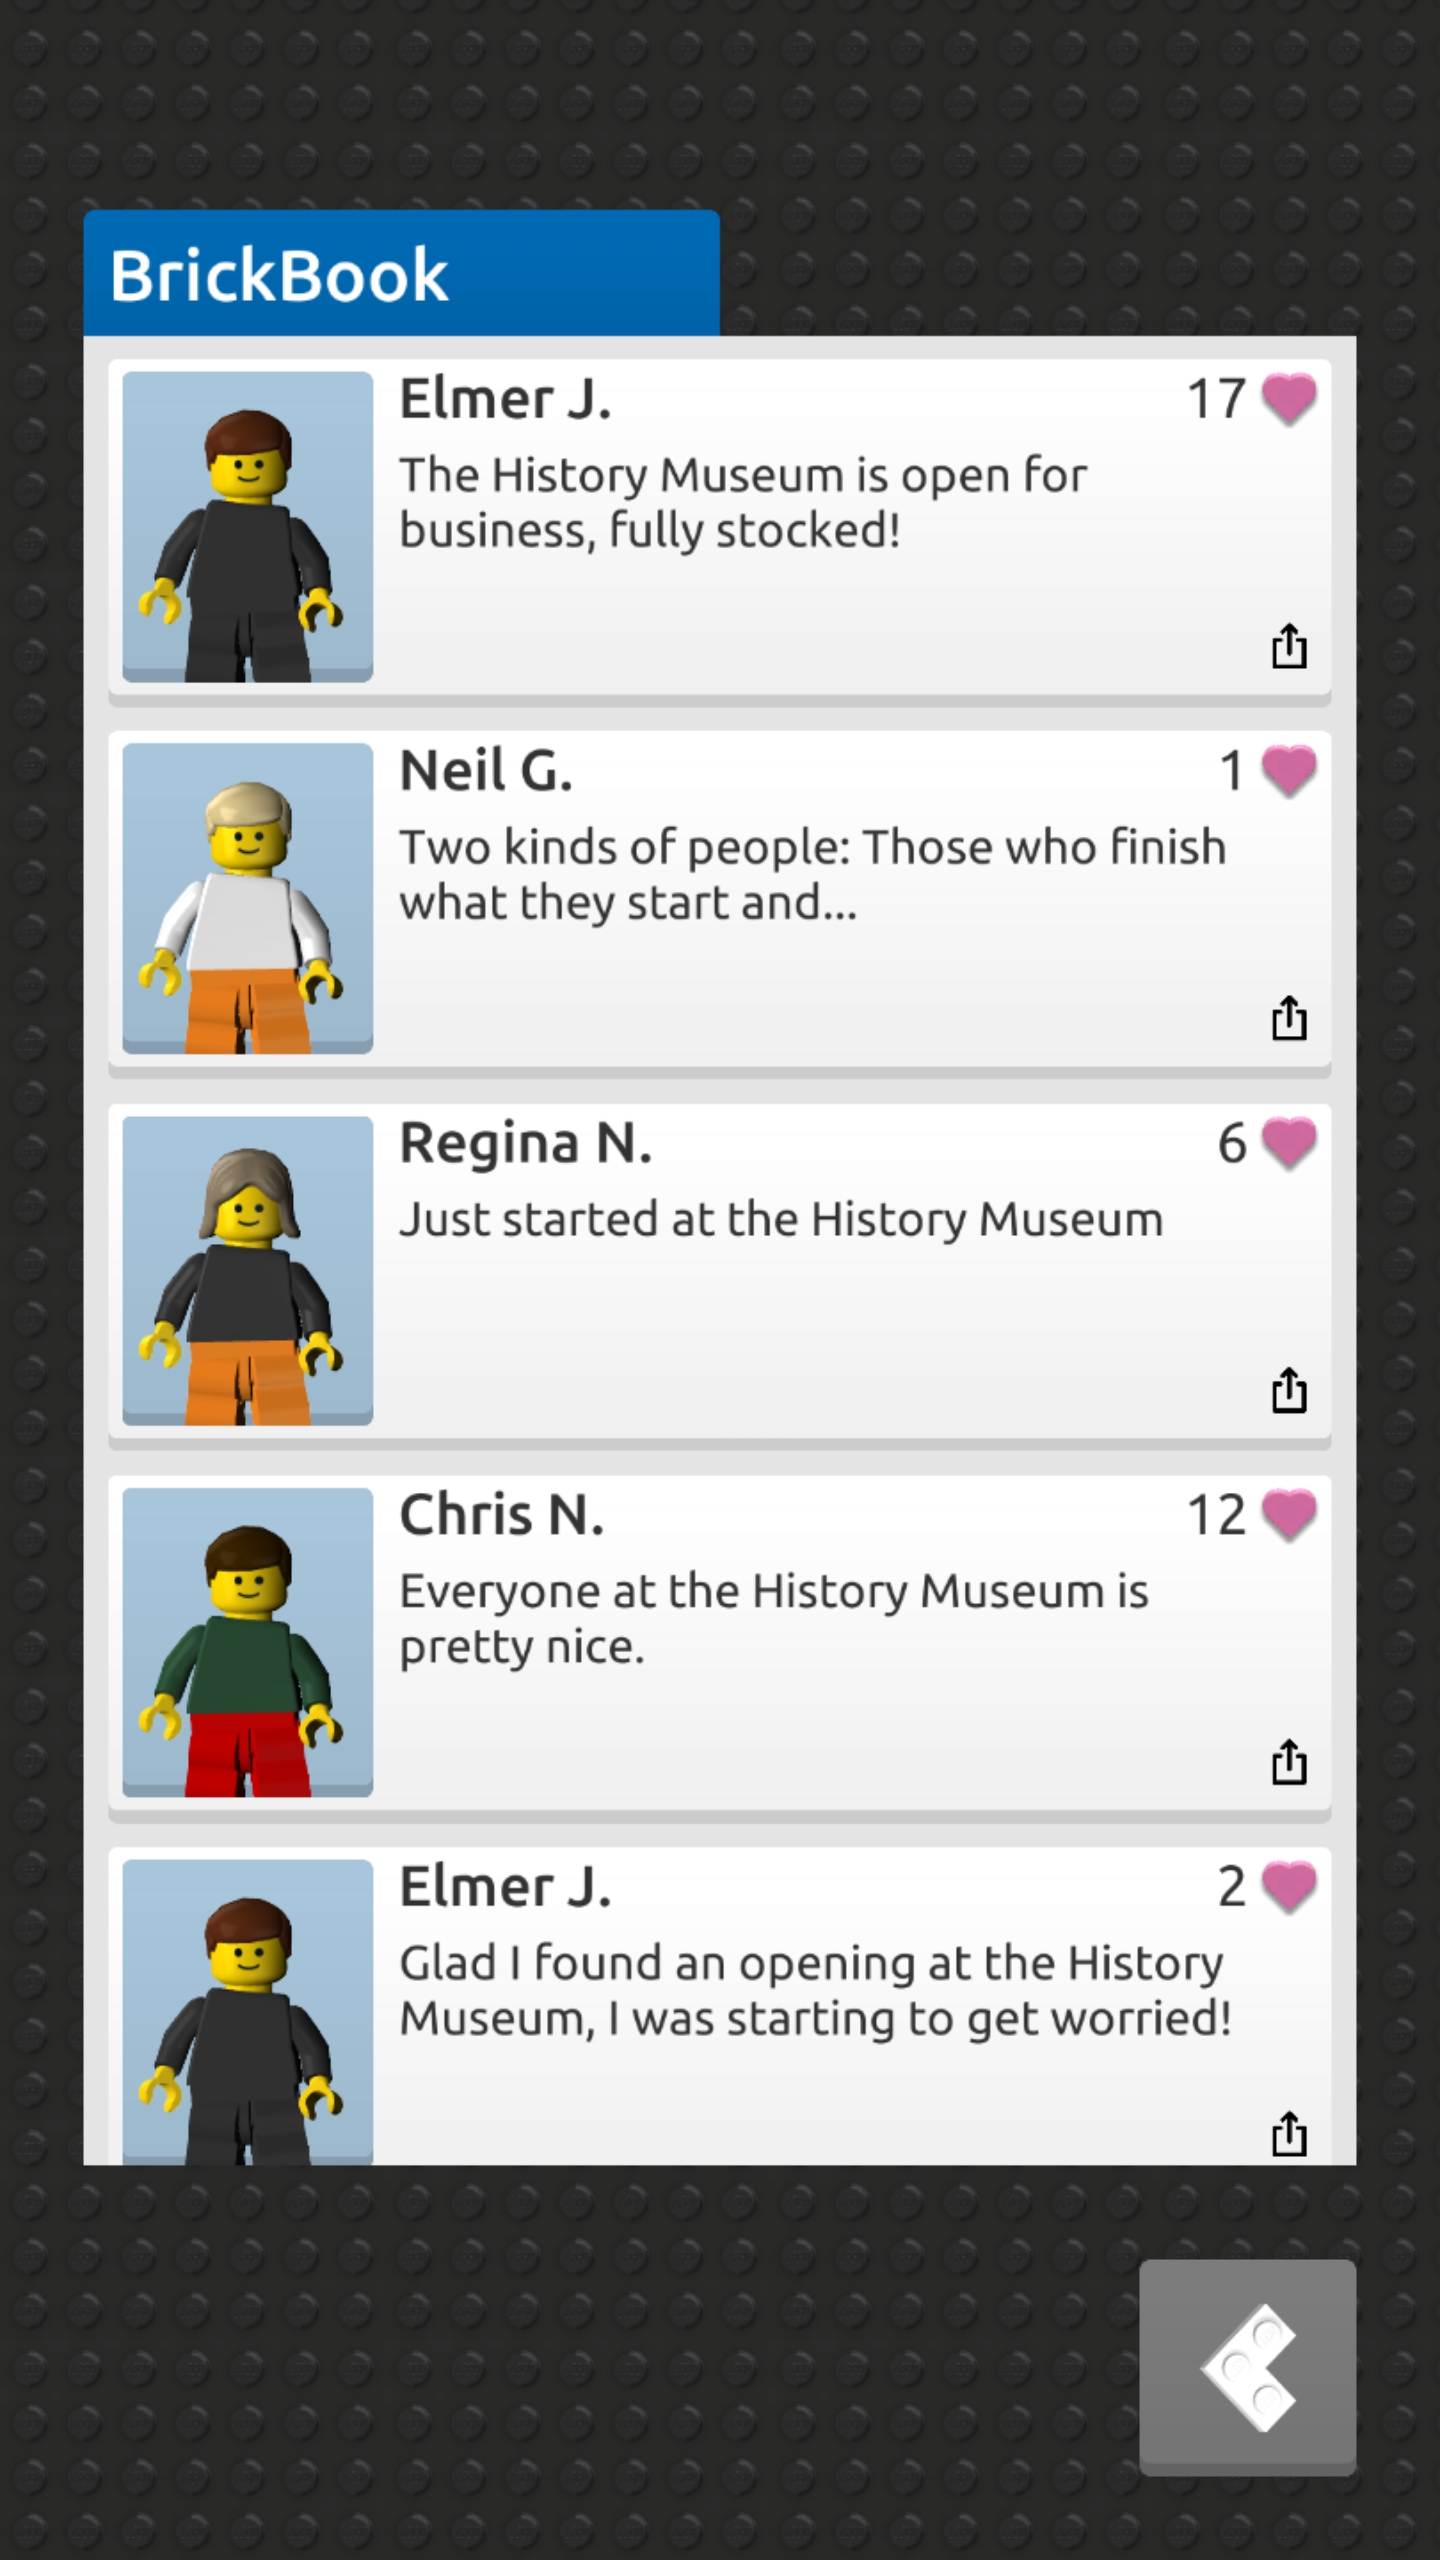 BrickBook
Elmer J.
17
The History Museum is open for
business, fully stocked!
Neil G.
1
Two kinds of people: Those who finish
what they start and...
Regina N.
6
Just started at the History Museum
Chris N.
12
Everyone at the History Museum is
pretty nice.
Elmer J.
2
Glad I found an opening at the History
Museum, I was starting to get worried!